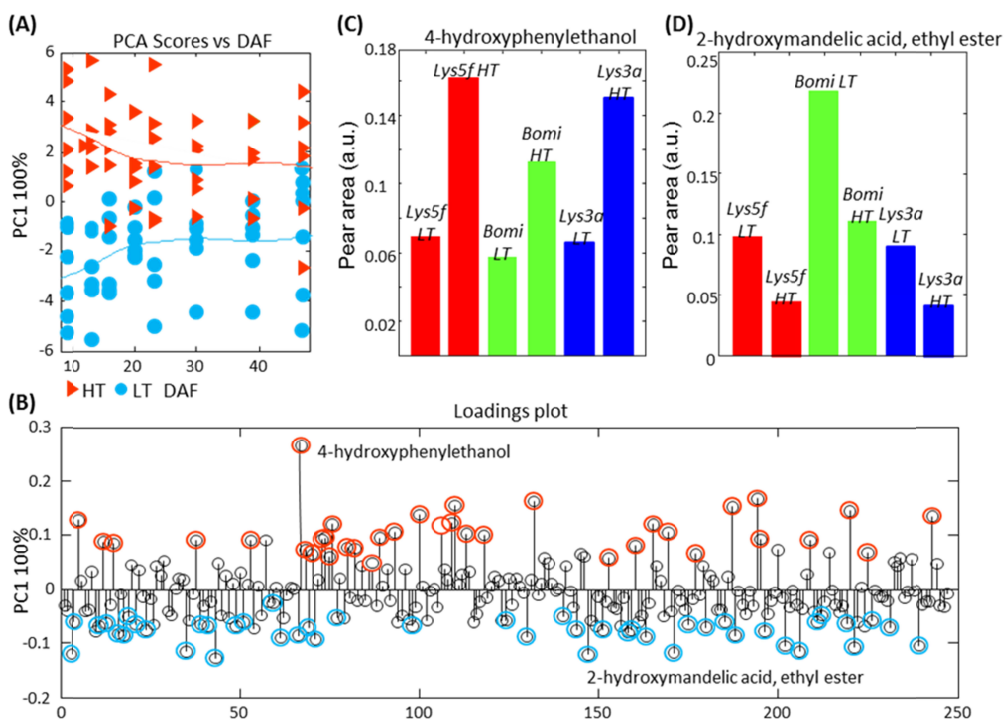 (A)
PCA Scores vs DAF
PC1 100%
6
4
2
0
-2
-4
-6
10 20 30 40
HT LT DAF
(C)
4-hydroxyphenylethanol
Pear area (a.u.)
0.18
0.14
0.1
0.06
0.02
Lys5f
LT
Lys5f HT
Bomi
LT
Bomi
HT
Lys3a
LT
Lys3a
HT
(D)
2-hydroxymandelic acid, ethyl ester
Pear area (a.u.)
0.25
0.2
0.15
0.1
0.05
0
Lys5f
LT
Lys5f
HT
Bomi LT
Bomi
HT
Lys3a
LT
Lys3a
HT
(B)
Loadings plot
PC1 100%
0.3
0.2
0.1
0
-0.1
-0.2
4-hydroxyphenylethanol
2-hydroxymandelic acid, ethyl ester
0 50 100 150 200 250